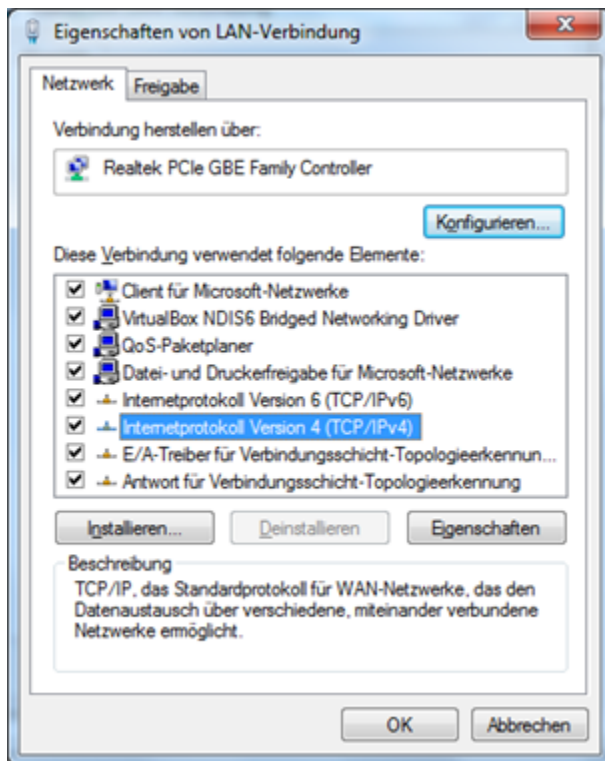 Eigenschaften von LAN-Verbindung
Netzwerk
Freigabe
Verbindung herstellen über:
Realtek PCIe GBE Family Controller
Konfigurieren...
Diese Verbindung verwendet folgende Elemente:
Client für Microsoft-Netzwerke
VirtualBox NDIS6 Bridged Networking Driver
QoS-Paketplaner
Datei- und Druckerfreigabe für Microsoft-Netzwerke
Internetprotokoll Version 6 (TCP/IPv6)
Internetprotokoll Version 4 (TCP/IPv4)
E/A-Treiber für Verbindungsschicht-Topologieerkennun...
Antwort für Verbindungsschicht-Topologieerkennung
Installieren...
Deinstallieren
Eigenschaften
Beschreibung
TCP/IP, das Standardprotokoll für WAN-Netzwerke, das den
Datenaustausch über verschiedene, miteinander verbundene
Netzwerke ermöglicht.
OK
Abbrechen